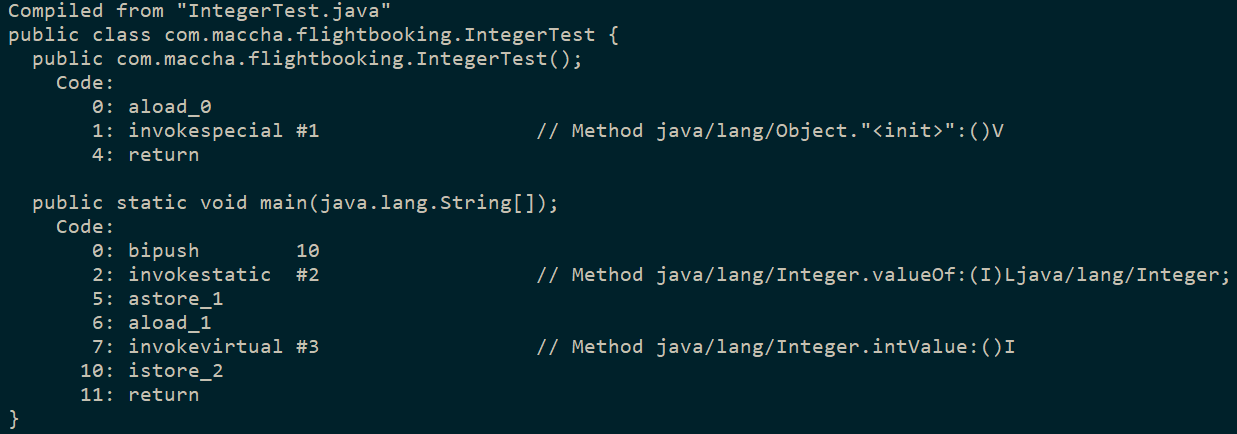 Compiled from "IntegerTest.java"
public class com.maccha.flightbooking.IntegerTest {
  public com.maccha.flightbooking.IntegerTest();
    Code:
       0: aload_0
       1: invokespecial #1                  // Method java/lang/Object."<init>":()V
       4: return

  public static void main(java.lang.String[]);
    Code:
       0: bipush        10
       2: invokestatic  #2                  // Method java/lang/Integer.valueOf:(I)Ljava/lang/Integer;
       5: astore_1
       6: aload_1
       7: invokevirtual #3                  // Method java/lang/Integer.intValue:()I
      10: istore_2
      11: return
}